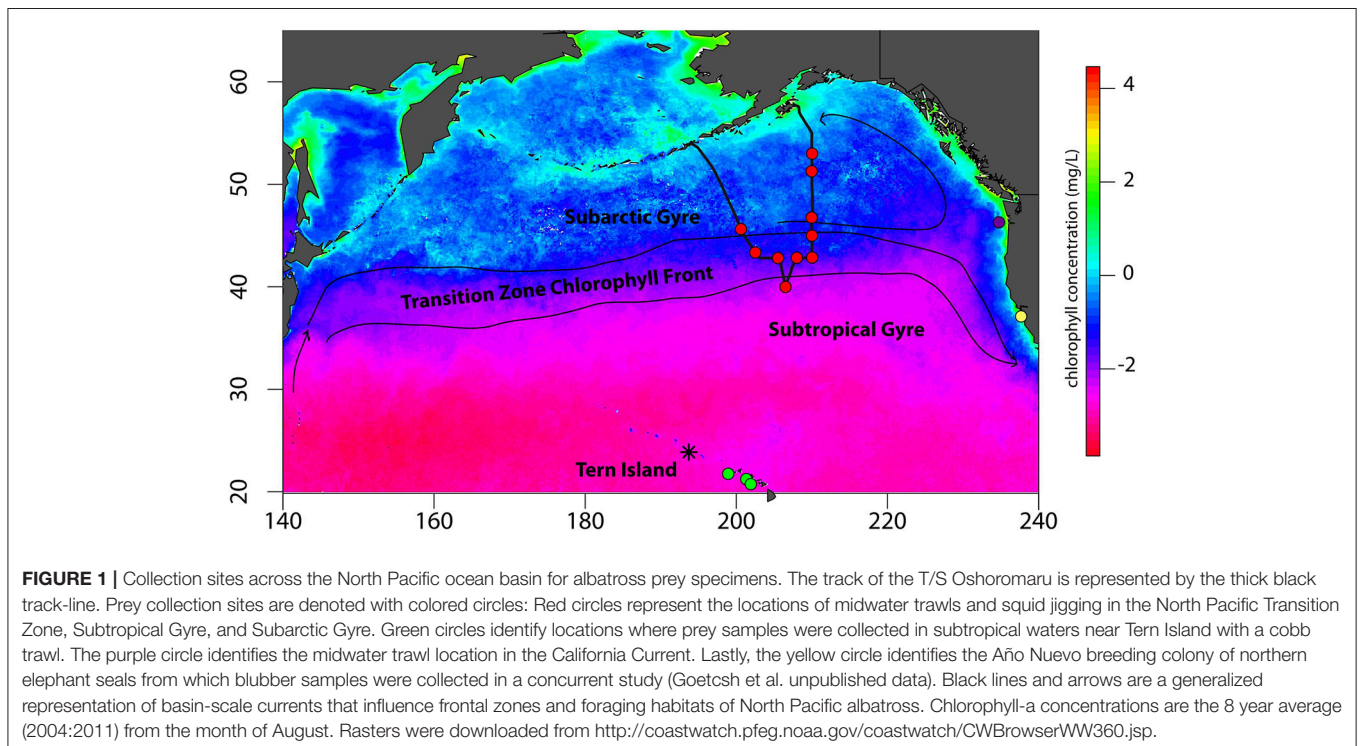 60
50
40
30
20
140
160
180
200
220
240
Subarctic Gyre
Transition Zone Chlorophyll Front
Subtropical Gyre
Tern Island
4
2
0
-2
chlorophyll concentration (mg/L)
FIGURE 1 | Collection sites across the North Pacific ocean basin for albatross prey specimens. The track of the T/S Oshoromaru is represented by the thick black
track-line. Prey collection sites are denoted with colored circles: Red circles represent the locations of midwater trawls and squid jigging in the North Pacific Transition
Zone, Subtropical Gyre, and Subarctic Gyre. Green circles identify locations where prey samples were collected in subtropical waters near Tern Island with a cobb
trawl. The purple circle identifies the midwater trawl location in the California Current. Lastly, the yellow circle identifies the Año Nuevo breeding colony of northern
elephant seals from which blubber samples were collected in a concurrent study (Goetcsh et al. unpublished data). Black lines and arrows are a generalized
representation of basin-scale currents that influence frontal zones and foraging habitats of North Pacific albatross. Chlorophyll-a concentrations are the 8 year average
(2004:2011) from the month of August. Rasters were downloaded from http://coastwatch.pfeg.noaa.gov/coastwatch/CWBrowserWW360.jsp.